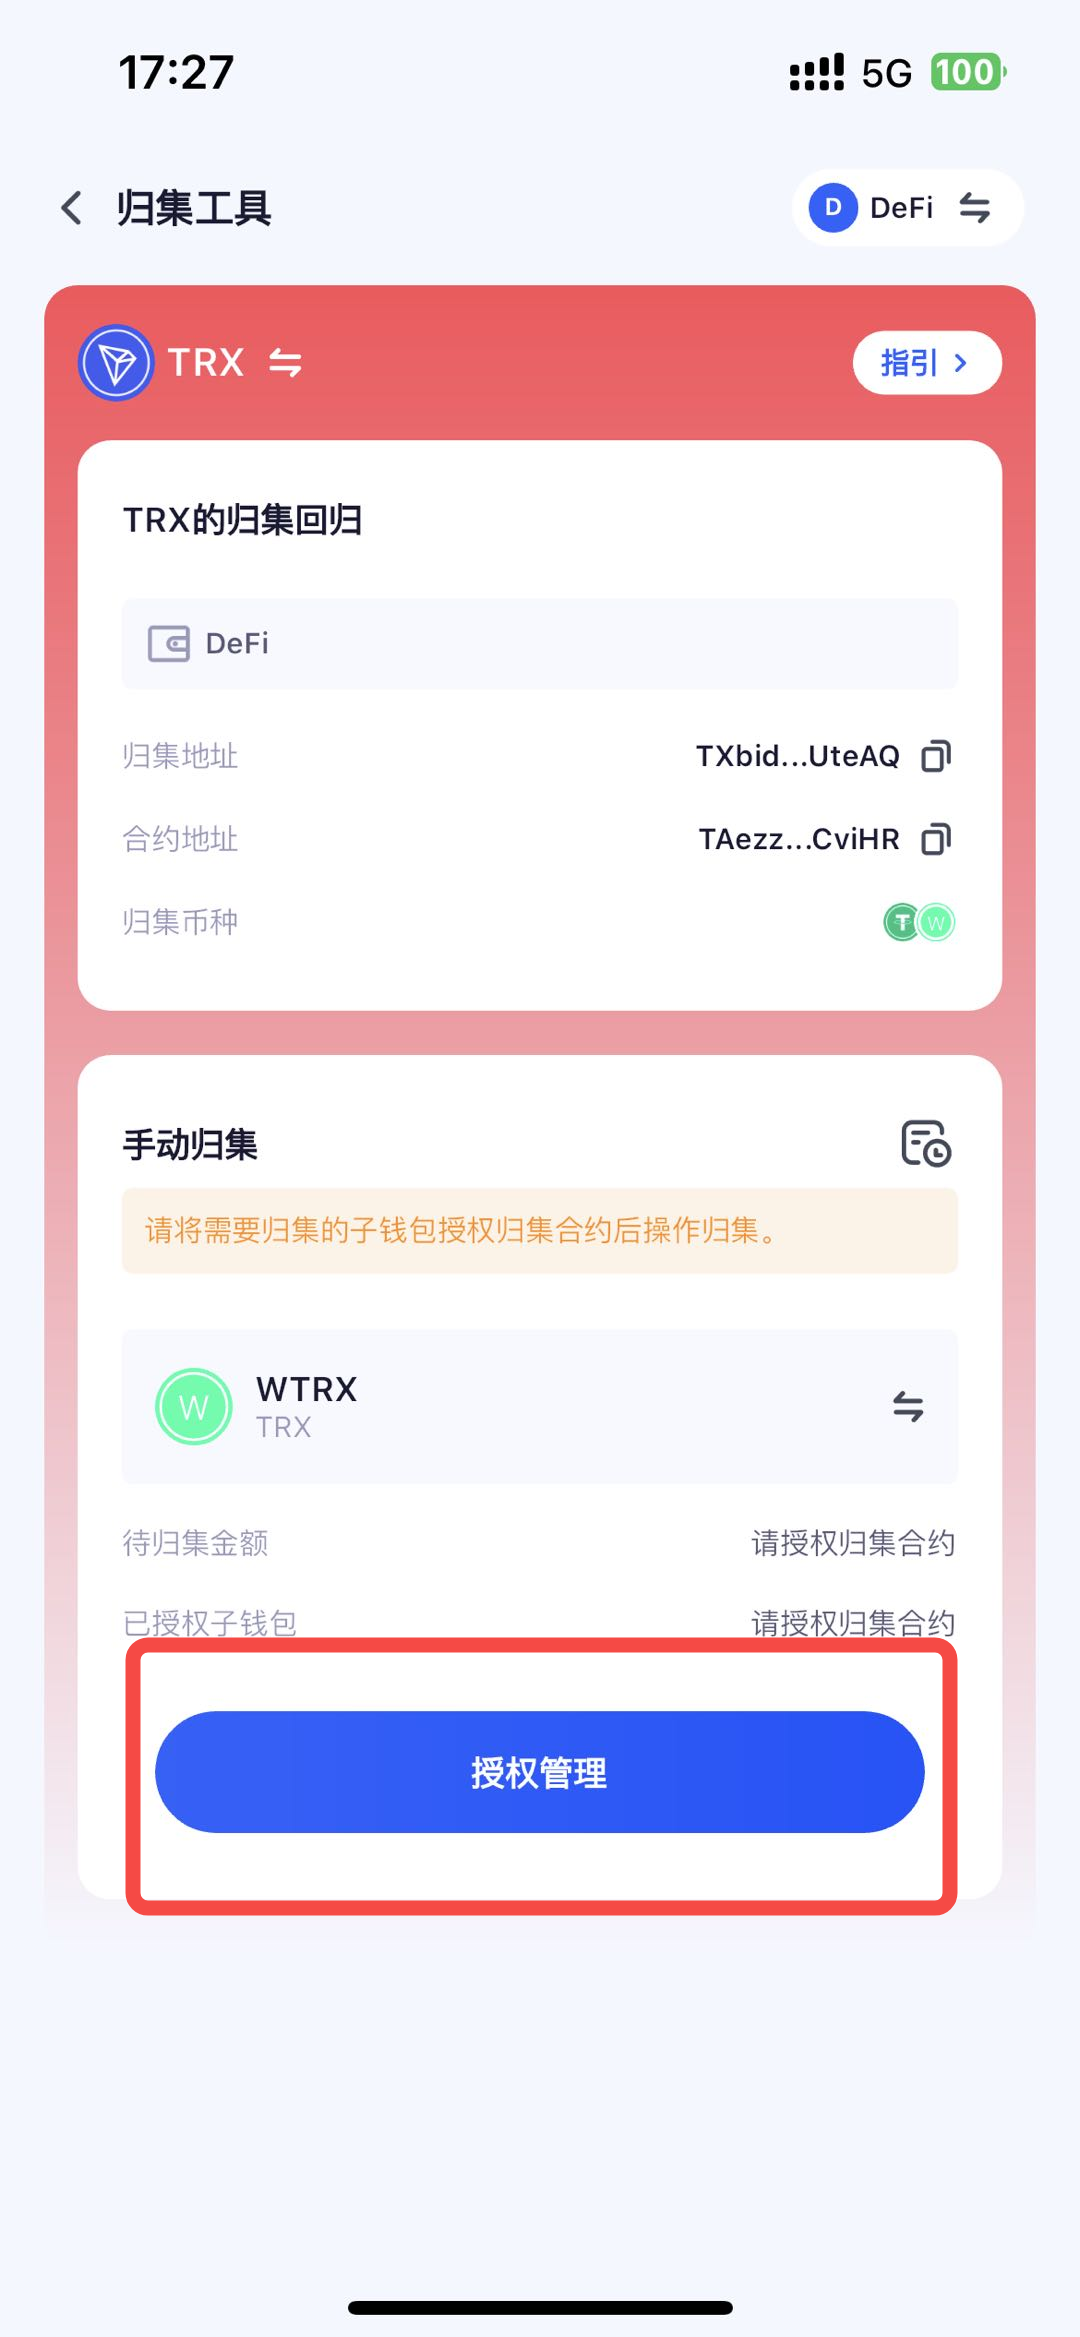 17:27
5G 100
归集工具
D DeFi
TRX
指引
TRX的归集回归
DeFi
归集地址 TXbid...UteAQ
合约地址 TAezz...CviHR
归集币种 T W
手动归集
请将需要归集的子钱包授权归集合约后操作归集。
W WTRX
TRX
待归集金额 请授权归集合约
已授权子钱包 请授权归集合约
授权管理